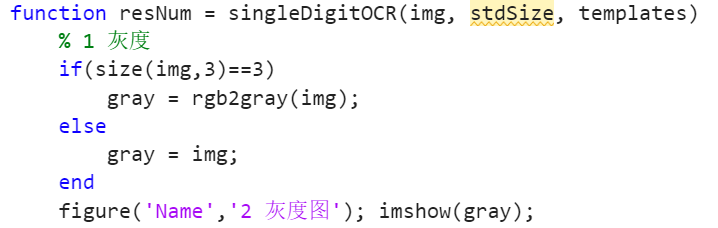 function resNum = singleDigitOCR(img, stdSize, templates)
    % 1 灰度
    if(size(img,3)==3)
        gray = rgb2gray(img);
    else
        gray = img;
    end
    figure('Name','2 灰度图'); imshow(gray);